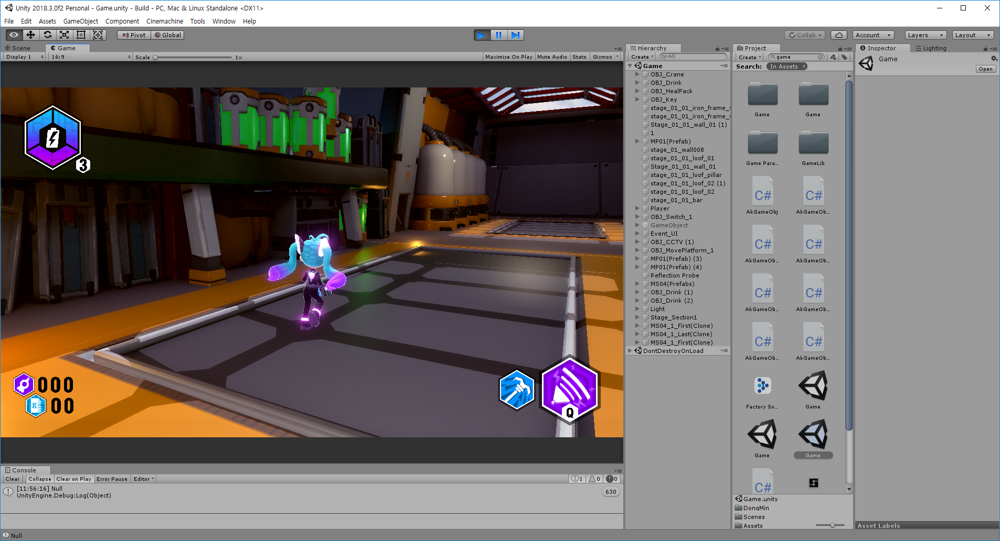 Unity 2018.3.0f2 Personal - Game.unity - Build - PC, Mac & Linux Standalone <DX11>
File Edit Assets GameObject Component Cinemachine Tools Window Help
Pivot Global Collab Account Layers Layout
Scene Game
Display 1 16:9 Scale 1x Maximize On Play Mute Audio Stats Gizmos
3
000
00
Q
Console
Clear Collapse Clear on Play Error Pause Editor 1 0 0
[11:56:16] Null
UnityEngine.Debug:Log(Object)
630
Null
Hierarchy
Create All
Game
OBJ_Crane
OBJ_Drink
OBJ_HealPack
OBJ_Key
stage_01_01_iron_frame_
stage_01_01_iron_frame_
Stage_01_01_wall_01 (1)
1
MP01(Prefab)
stage_01_wall008
stage_01_01_loof_01
Stage_01_01_wall_01
stage_01_01_loof_pillar
stage_01_01_loof_02 (1)
stage_01_01_loof_02
stage_01_01_bar
Player
OBJ_Switch_1
GameObject
Event_UI
OBJ_CCTV (1)
OBJ_MovePlatform_1
MP01(Prefab) (3)
MP01(Prefab) (4)
Reflection Probe
MS04(Prefabs)
OBJ_Drink (1)
OBJ_Drink (2)
Light
Stage_Section1
MS04_1_First(Clone)
MS04_1_Last(Clone)
MS04_1_First(Clone)
DontDestroyOnLoad
Project
Create game
Search: In Assets
Game Game
Game Para... GameLib
C# C#
AkGameObj AkGameOb...
C# C#
AkGameOb... AkGameOb...
C# C#
AkGameOb... AkGameOb...
C# C#
AkGameOb... AkGameOb...
Factory So... Game
Game Game
C#
Game.unity
DongMin
Scenes
Assets
Inspector Lighting
Game
Open
Asset Labels